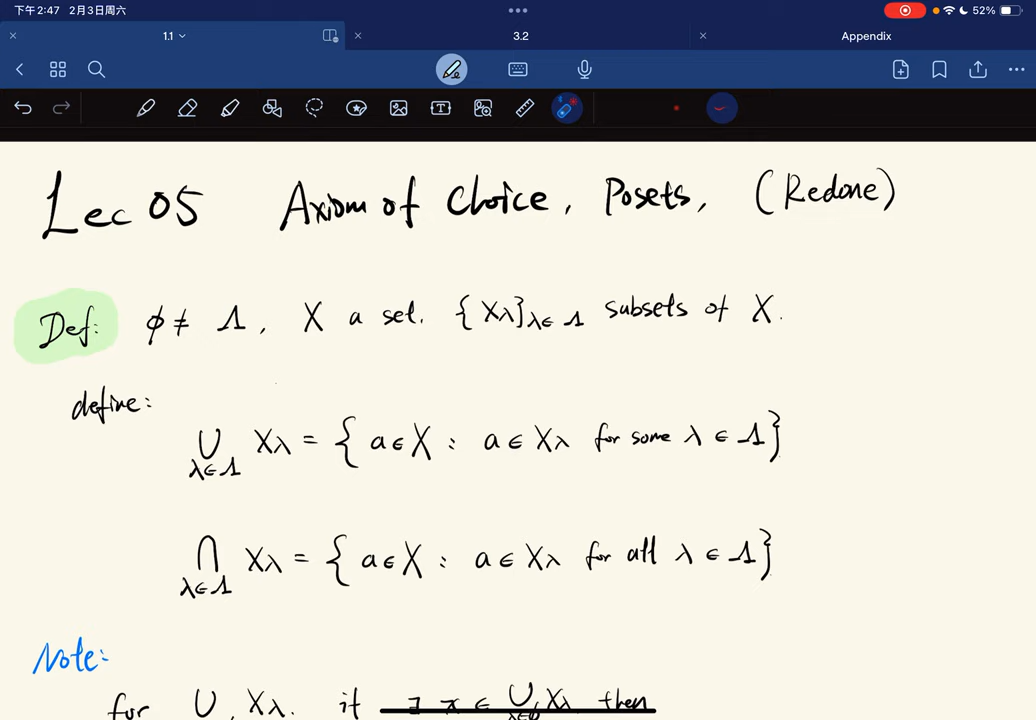 下午2:47 2月3日周六
52%
1.1
3.2
Appendix
Lec 05 Axiom of Choice, Posets, (Redone)
Def: ϕ ≠ Λ, X a set. {Xλ}λ∈Λ subsets of X.
define:
⋃λ∈Λ Xλ = { a∈X : a∈Xλ for some λ∈Λ}
⋂λ∈Λ Xλ = { a∈X : a∈Xλ for all λ∈Λ}
Note:
for ⋃ Xλ. if ∃ x ∈ ⋃λ∈ϕ Xλ then